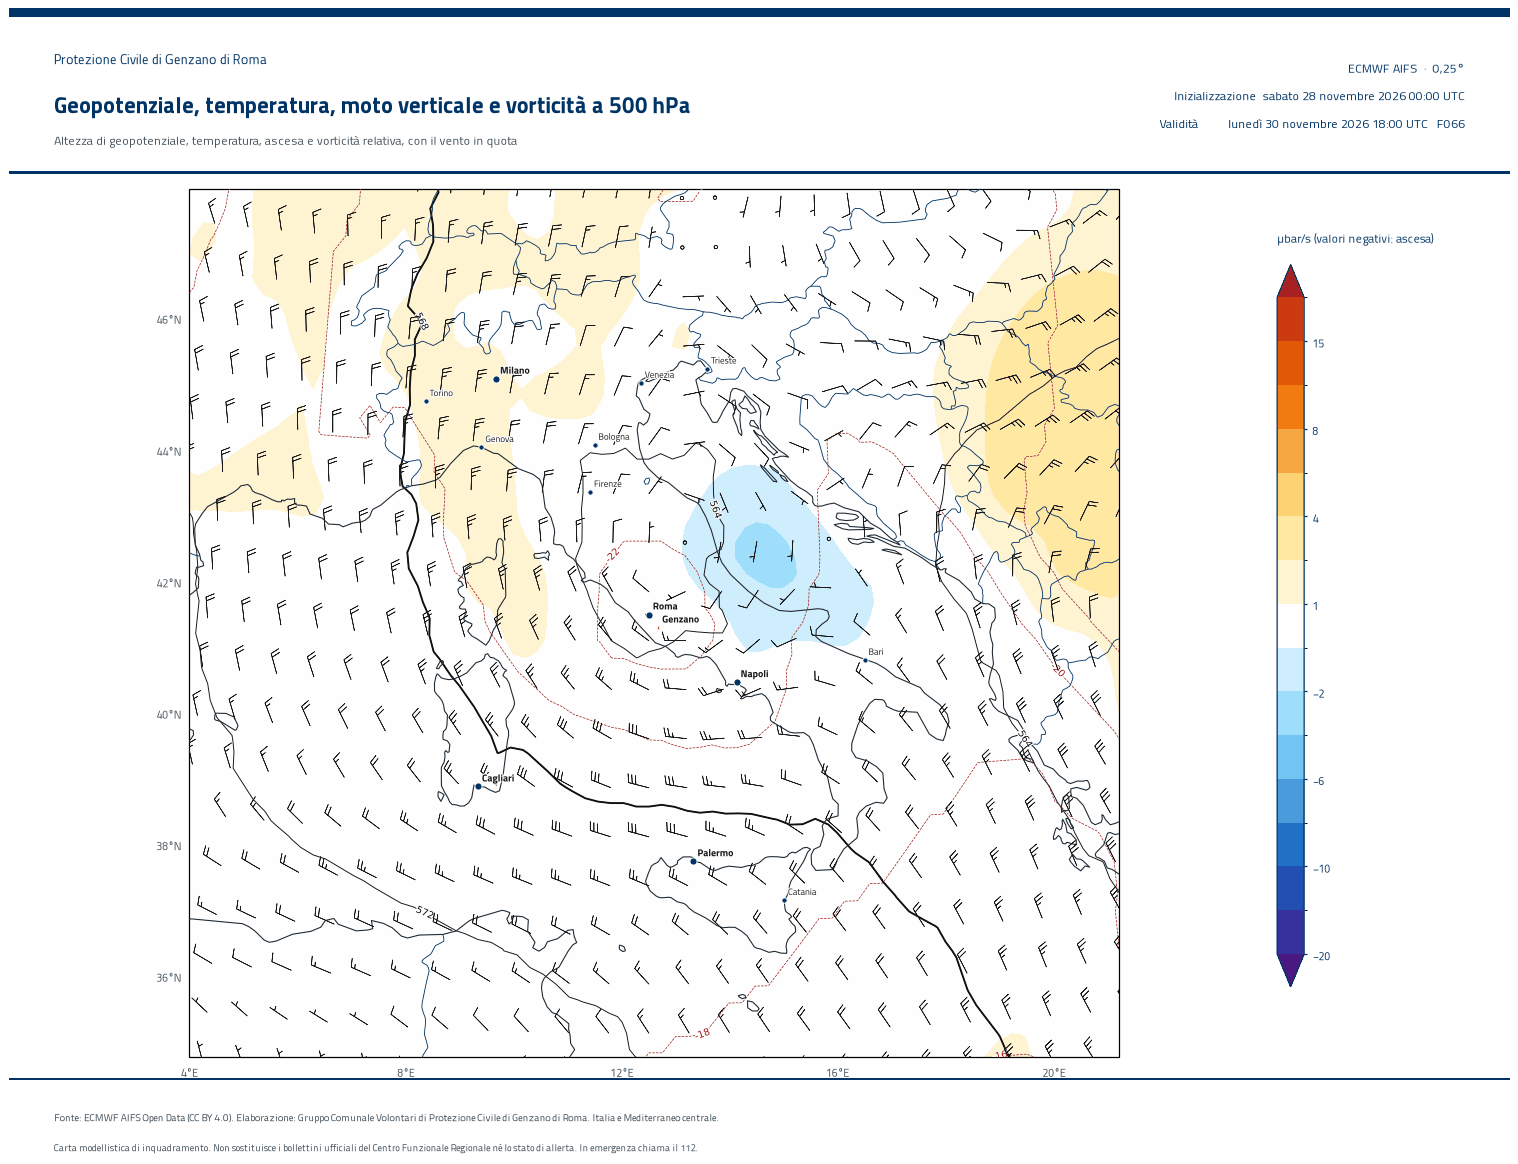 Protezione Civile di Genzano di Roma
Geopotenziale, temperatura, moto verticale e vorticità a 500 hPa
Altezza di geopotenziale, temperatura, ascesa e vorticità relativa, con il vento in quota
ECMWF AIFS · 0,25°
Inizializzazione sabato 28 novembre 2026 00:00 UTC
Validità lunedì 30 novembre 2026 18:00 UTC F066
µbar/s (valori negativi: ascesa)
15
8
4
1
−2
−6
−10
−20
46°N
44°N
42°N
40°N
38°N
36°N
4°E
8°E
12°E
16°E
20°E
568
Milano
Torino
Venezia
Trieste
Genova
Bologna
Firenze
564
-22
Roma
Genzano
Bari
Napoli
-20
564
Cagliari
Palermo
Catania
572
-18
-16
Fonte: ECMWF AIFS Open Data (CC BY 4.0). Elaborazione: Gruppo Comunale Volontari di Protezione Civile di Genzano di Roma. Italia e Mediterraneo centrale.
Carta modellistica di inquadramento. Non sostituisce i bollettini ufficiali del Centro Funzionale Regionale né lo stato di allerta. In emergenza chiama il 112.